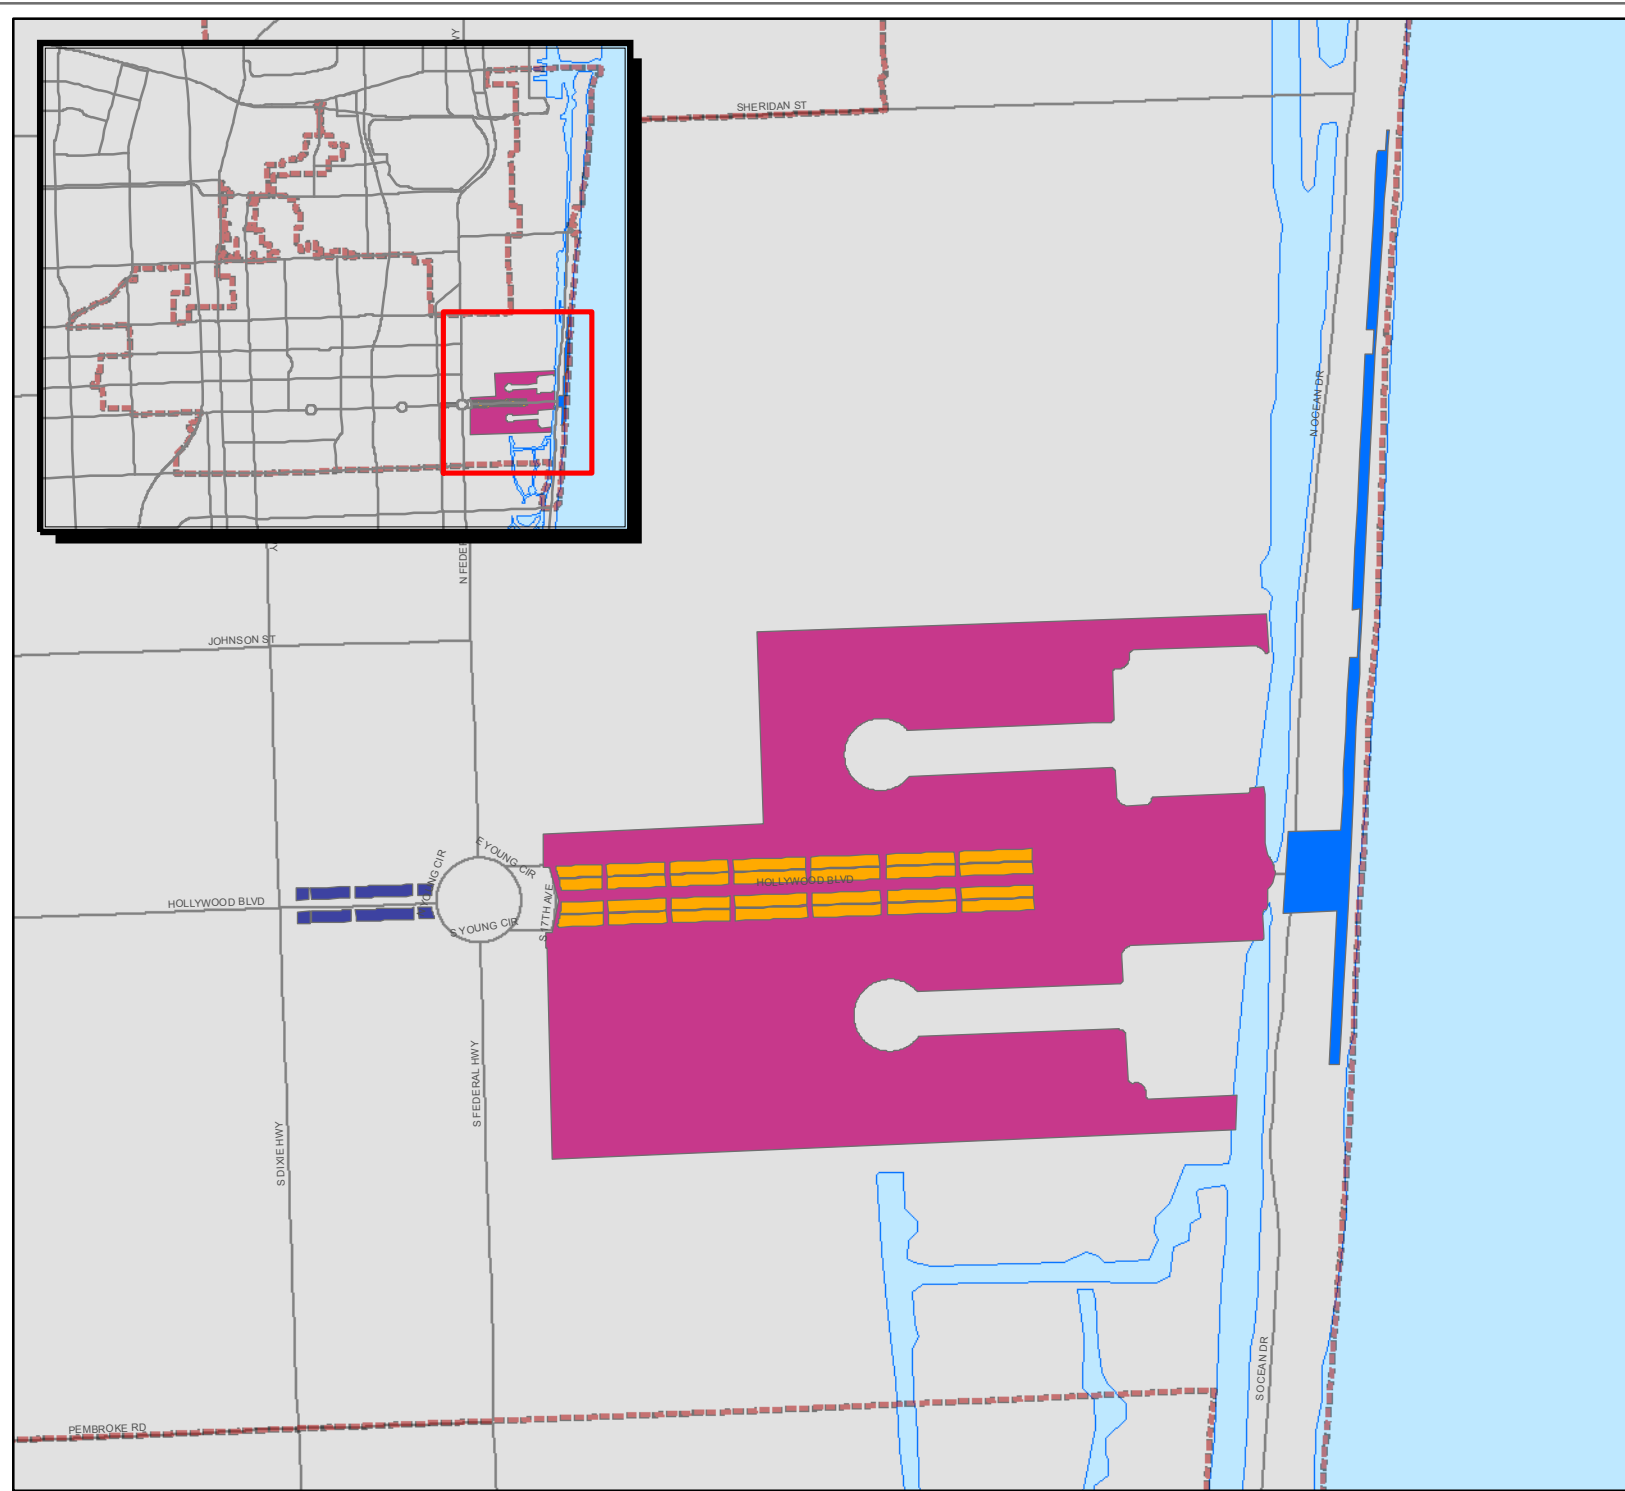 WY
SHERIDAN ST
N OCEAN DR
Y
N FEDE
JOHNSON ST
E YOUNG CIR
YOUNG CIR
HOLLYWOOD BLVD
HOLLYWOOD BLVD
S YOUNG CIR
S 17TH AVE
S FEDERAL HWY
S DIXIE HWY
S OCEAN DR
PEMBROKE RD